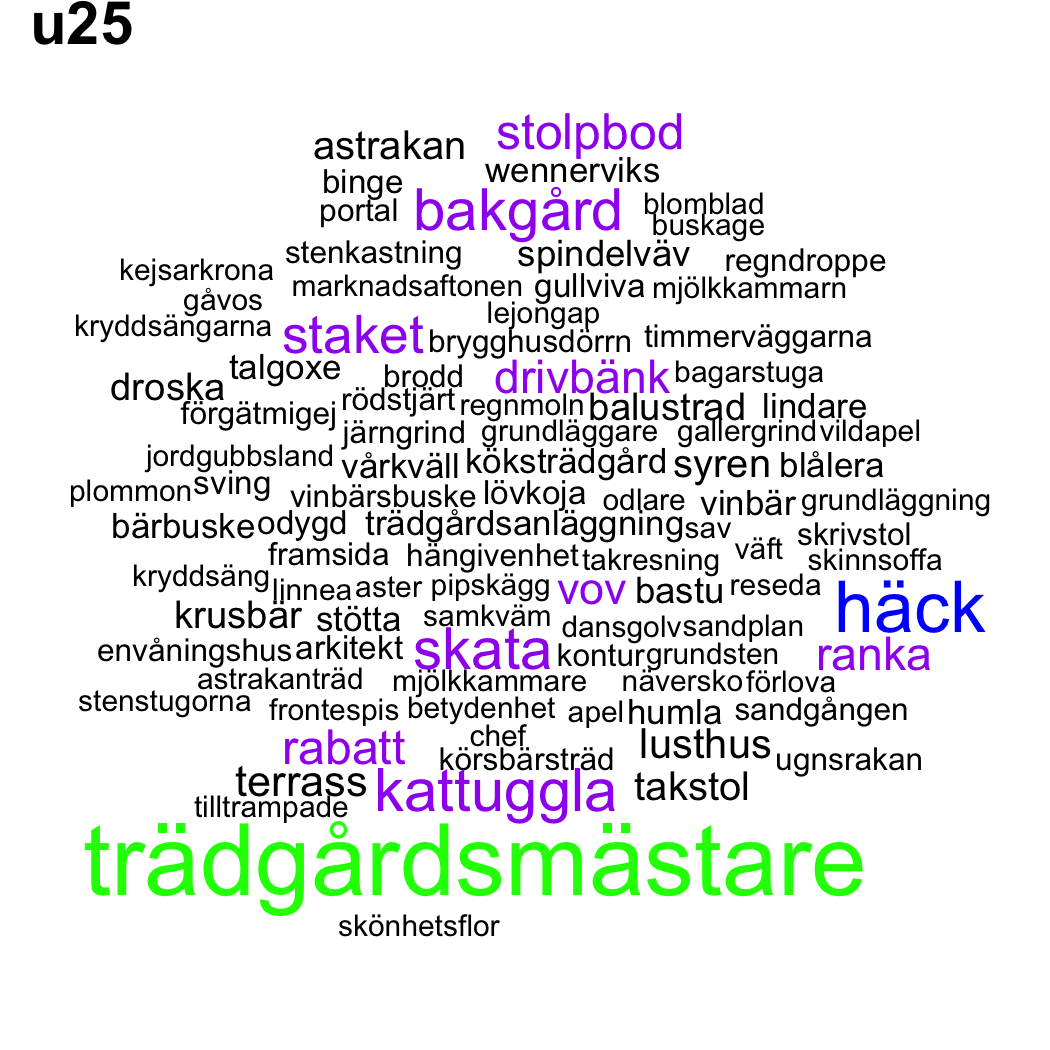 u25
astrakan stolpbod
binge wennerviks
portal bakgård blomblad
buskage
stenkastning spindelväv regndroppe
kejsarkrona marknadsaftonen gullviva mjölkkammarn
gåvos lejongap
kryddsängarna staket brygghusdörrn timmerväggarna
talgoxe brodd drivbänk bagarstuga
droska rödstjärt regnmoln balustrad lindare
förgätmigej järngrind grundläggare gallergrind vildapel
jordgubbsland vårkväll köksträdgård syren blålera
plommon sving vinbärsbuske lövkoja odlare vinbär grundläggning
bärbuske odygd trädgårdsanläggning sav skrivstol
framsida hängivenhet takresning väft skinnsoffa
kryddsäng linnea aster pipskägg vov bastu reseda häck
krusbär stötta samkväm dansgolv sandplan
envåningshus arkitekt skata kontur grundsten ranka
astrakanträd mjölkkammare näversko förlova
stenstugorna frontespis betydenhet apel humla sandgången
rabatt chef lusthus
körsbärsträd ugnsrakan
terrass kattuggla takstol
tilltrampade
trädgårdsmästare
skönhetsflor